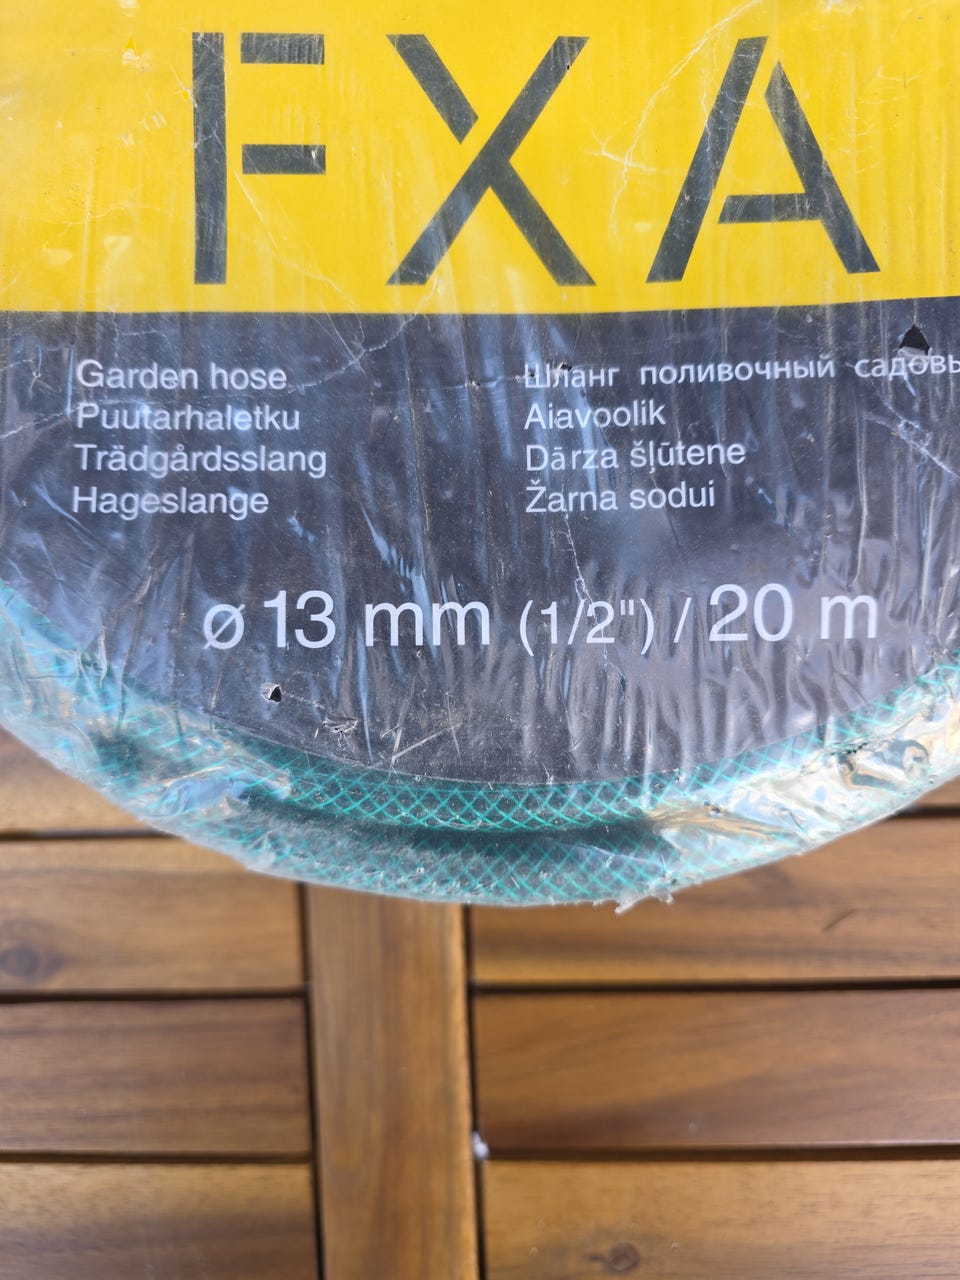 FXA
Garden hose
Puutarhaletku
Trädgårdsslang
Hageslange
Шланг поливочный садовы
Aiavoolik
Dārza šļūtene
Žarna sodui
ø 13 mm (1/2") / 20 m